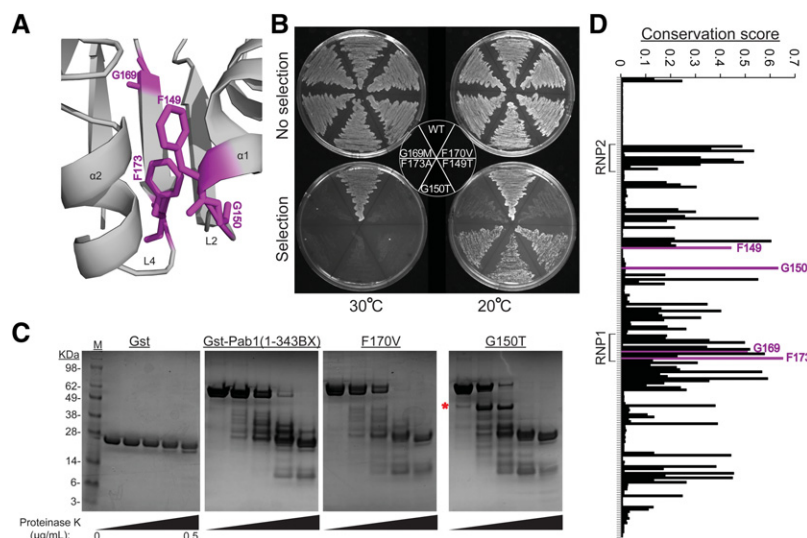 A
G169
F149
α1
F173
α2
G150
L2
L4
B
No selection
WT
G169M F170V
F173A F149T
G150T
Selection
30°C 20°C
C
M Gst Gst-Pab1(1-343BX) F170V G150T
KDa
98-
62-
49-
38-
28-
14-
6-
3-
*
Proteinase K
(ug/mL): 0 0.5
D
Conservation score
0 0.1 0.2 0.3 0.4 0.5 0.6 0.7
RNP2
F149
G150
RNP1
G169
F173